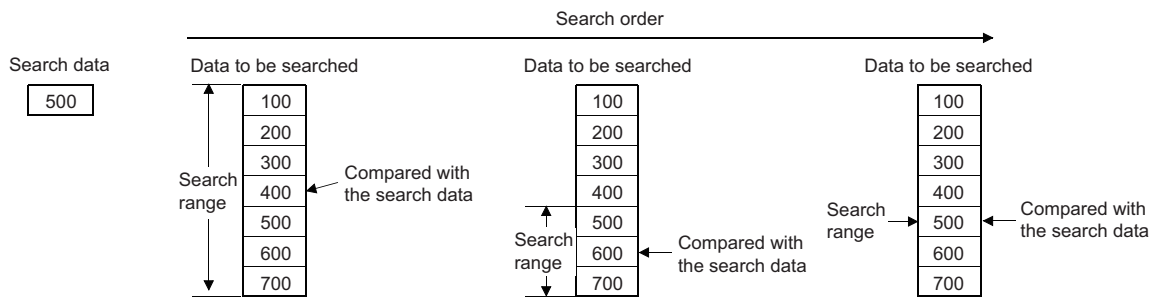 Search order
Search data
500
Data to be searched
100
200
300
400
500
600
700
Search
range
Compared with
the search data
Data to be searched
100
200
300
400
500
600
700
Search
range
Compared with
the search data
Data to be searched
100
200
300
400
500
600
700
Search
range
Compared with
the search data